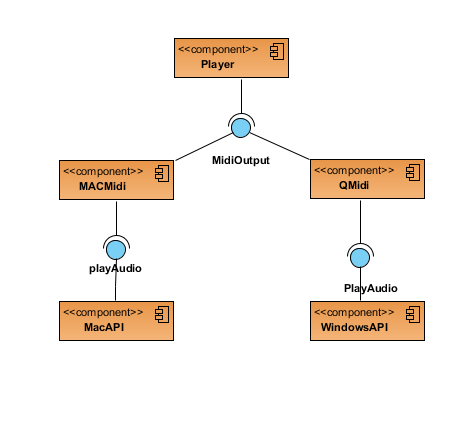 <<component>>
Player
MidiOutput
<<component>>
MACMidi
<<component>>
QMidi
playAudio
PlayAudio
<<component>>
MacAPI
<<component>>
WindowsAPI